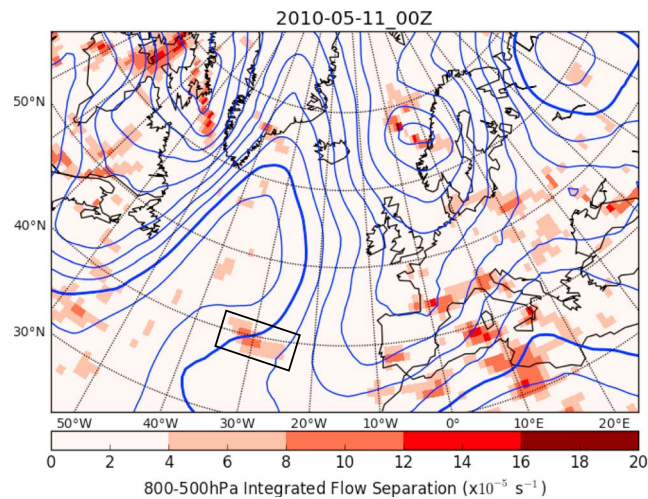 2010-05-11_00Z
50°N
40°N
30°N
50°W 40°W 30°W 20°W 10°W 0° 10°E 20°E
0 2 4 6 8 10 12 14 16 18 20
800-500hPa Integrated Flow Separation (x10⁻⁵ s⁻¹)